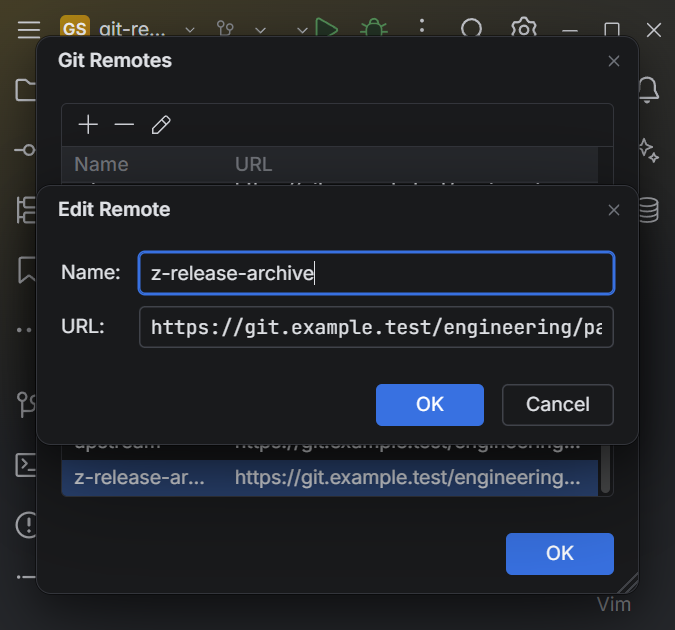 GS git-re...
Git Remotes
Name URL
Edit Remote
Name: z-release-archive
URL: https://git.example.test/engineering/pa
OK Cancel
upstream https://git.example.test/engineering...
z-release-ar... https://git.example.test/engineering...
OK
Vim